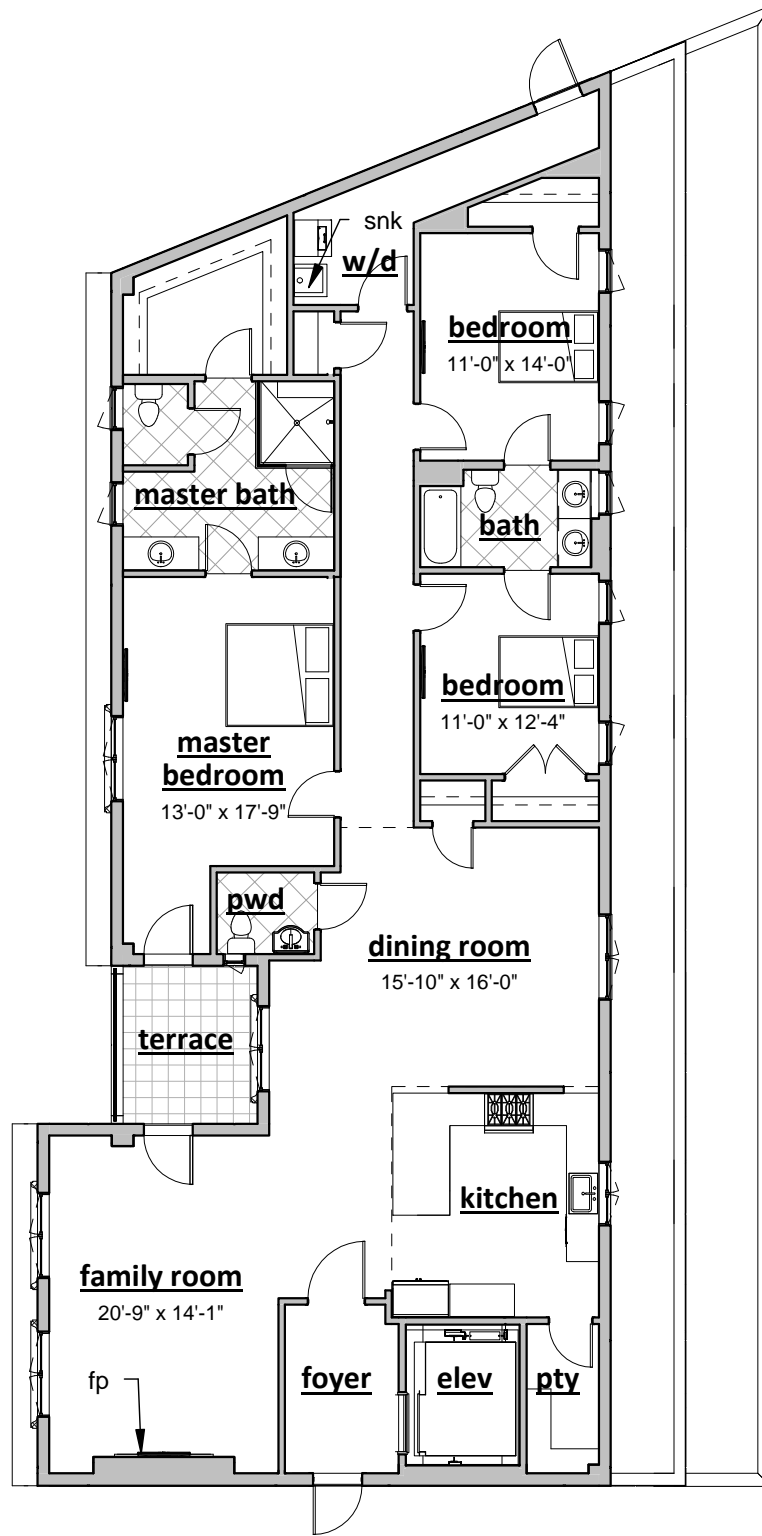 snk
w/d
bedroom
11'-0" x 14'-0"
master bath
bath
bedroom
11'-0" x 12'-4"
master
bedroom
13'-0" x 17'-9"
pwd
dining room
15'-10" x 16'-0"
terrace
kitchen
family room
20'-9" x 14'-1"
fp
foyer
elev
pty